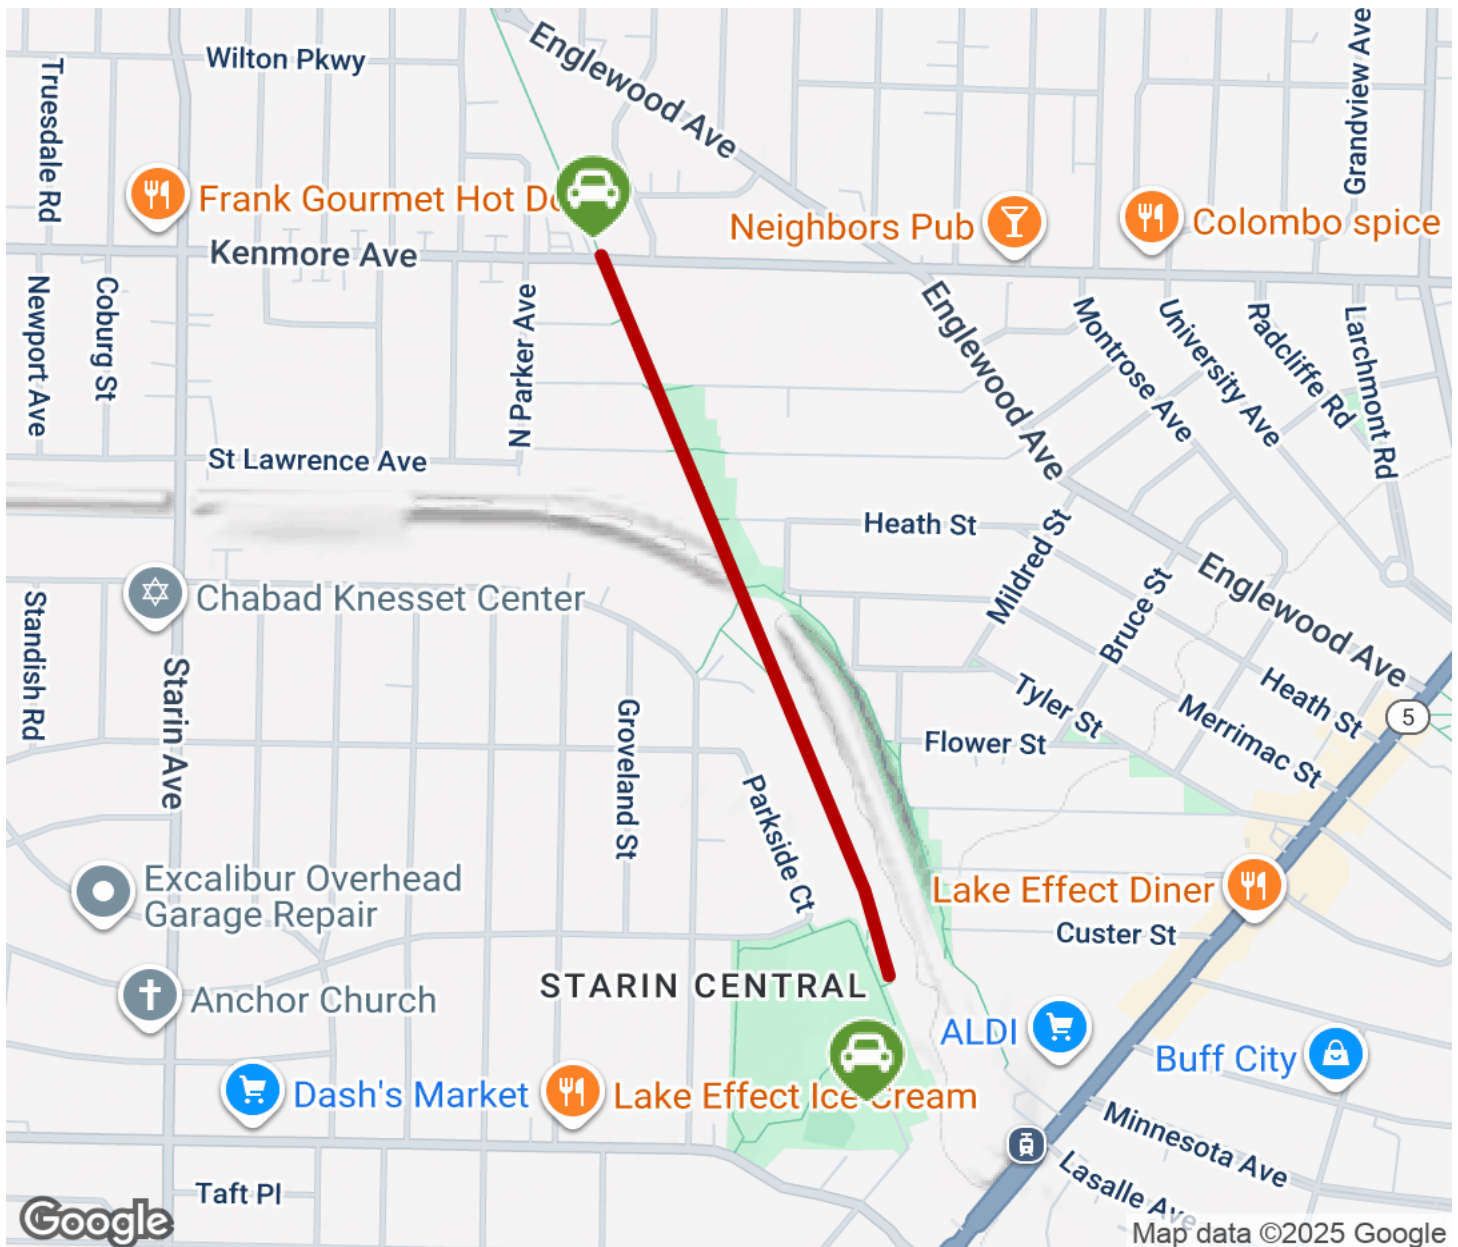 Wilton Pkwy
Englewood Ave
Grandview Ave
Truesdale Rd
Frank Gourmet Hot Do
Neighbors Pub
Colombo spice
Kenmore Ave
Newport Ave
Coburg St
N Parker Ave
Englewood Ave
Montrose Ave
University Ave
Radcliffe Rd
Larchmont Rd
St Lawrence Ave
Heath St
Mildred St
Bruce St
Englewood Ave
Chabad Knesset Center
Standish Rd
Starin Ave
Groveland St
Tyler St
Heath St
Merrimac St
5
Flower St
Parkside Ct
Excalibur Overhead
Garage Repair
Lake Effect Diner
Custer St
STARIN CENTRAL
Anchor Church
ALDI
Buff City
Dash's Market
Lake Effect Ice Cream
Minnesota Ave
Lasalle Ave
Taft Pl
Google
Map data ©2025 Google